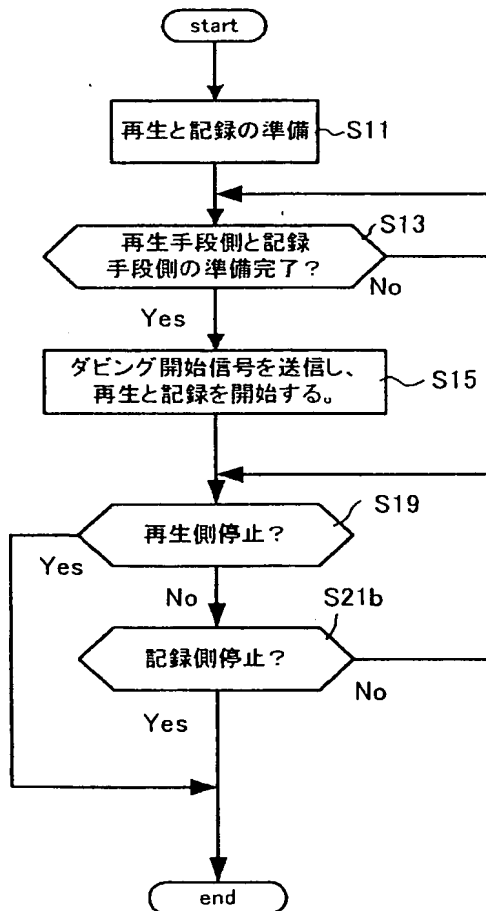 start
再生と記録の準備
S11
S13
再生手段側と記録
手段側の準備完了？
No
Yes
ダビング開始信号を送信し、
再生と記録を開始する。
S15
S19
再生側停止？
Yes
No
S21b
記録側停止？
No
Yes
end